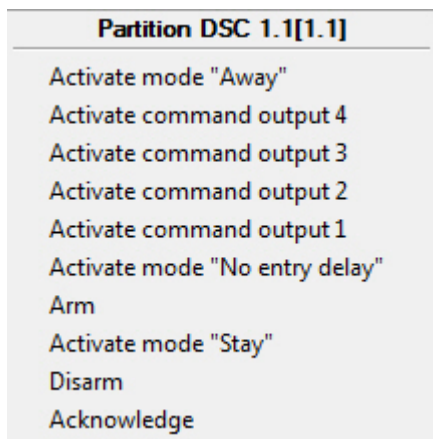 Partition DSC 1.1[1.1]
Activate mode "Away"
Activate command output 4
Activate command output 3
Activate command output 2
Activate command output 1
Activate mode "No entry delay"
Arm
Activate mode "Stay"
Disarm
Acknowledge